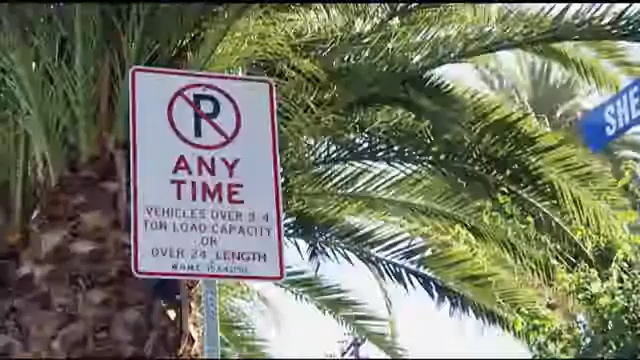 P
ANY
TIME
VEHICLES OVER 3/4
TON LOAD CAPACITY
OR
OVER 24' LENGTH
SHE